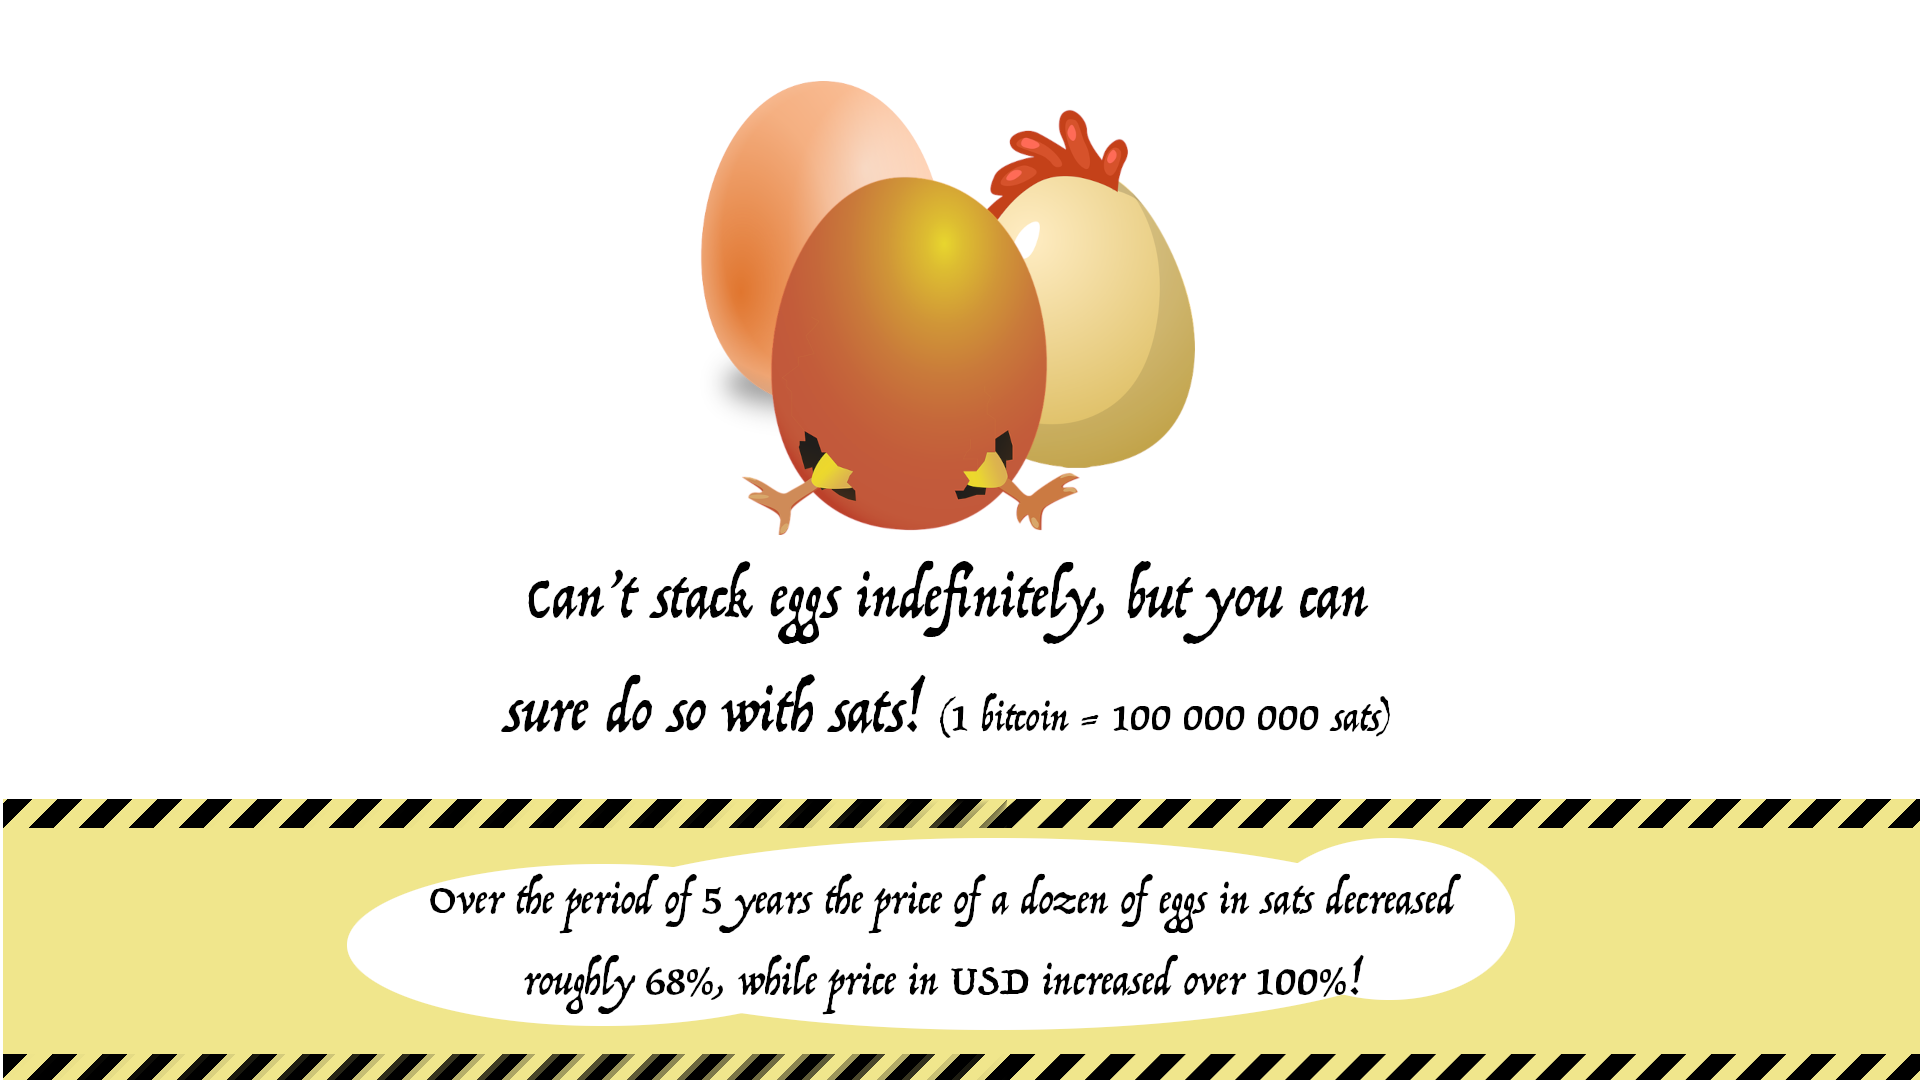 Can't stack eggs indefinitely, but you can
sure do so with sats! (1 bitcoin = 100 000 000 sats)
Over the period of 5 years the price of a dozen of eggs in sats decreased
roughly 68%, while price in USD increased over 100%!